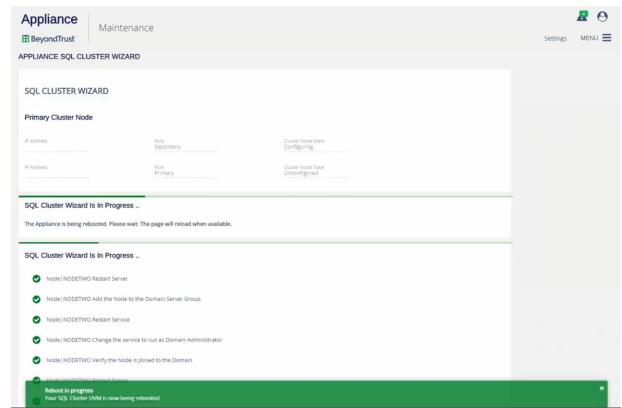 Appliance
BeyondTrust
Maintenance
Settings
MENU
APPLIANCE SQL CLUSTER WIZARD
SQL CLUSTER WIZARD
Primary Cluster Node
IP Address
Role
Secondary
Cluster Node State
Configuring
IP Address
Role
Primary
Cluster Node State
Unconfigured
SQL Cluster Wizard Is In Progress ..
The Appliance is being rebooted. Please wait. The page will reload when available.
SQL Cluster Wizard Is In Progress ..
Node|NODETWO Restart Server
Node|NODETWO Add the Node to the Domain Server Group
Node|NODETWO Restart Service
Node|NODETWO Change the service to run as Domain Administrator
Node|NODETWO Verify the Node is Joined to the Domain
Node|NODETWO Restart Server
Reboot in progress
Your SQL Cluster UVM is now being rebooted